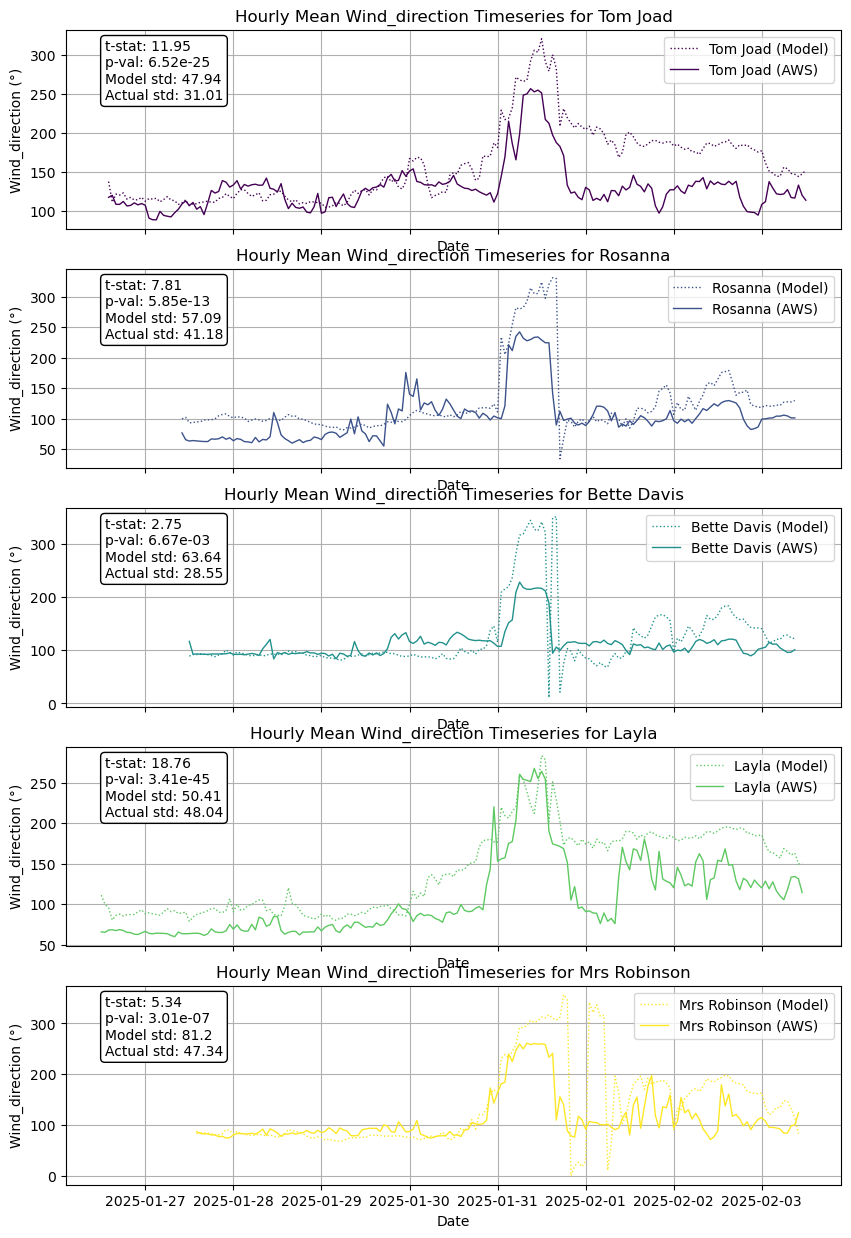 Hourly Mean Wind_direction Timeseries for Tom Joad
t-stat: 11.95
p-val: 6.52e-25
Model std: 47.94
Actual std: 31.01
Tom Joad (Model)
Tom Joad (AWS)
300
250
200
150
100
Wind_direction (°)
Date
Hourly Mean Wind_direction Timeseries for Rosanna
t-stat: 7.81
p-val: 5.85e-13
Model std: 57.09
Actual std: 41.18
Rosanna (Model)
Rosanna (AWS)
300
250
200
150
100
50
Wind_direction (°)
Date
Hourly Mean Wind_direction Timeseries for Bette Davis
t-stat: 2.75
p-val: 6.67e-03
Model std: 63.64
Actual std: 28.55
Bette Davis (Model)
Bette Davis (AWS)
300
200
100
0
Wind_direction (°)
Date
Hourly Mean Wind_direction Timeseries for Layla
t-stat: 18.76
p-val: 3.41e-45
Model std: 50.41
Actual std: 48.04
Layla (Model)
Layla (AWS)
250
200
150
100
50
Wind_direction (°)
Date
Hourly Mean Wind_direction Timeseries for Mrs Robinson
t-stat: 5.34
p-val: 3.01e-07
Model std: 81.2
Actual std: 47.34
Mrs Robinson (Model)
Mrs Robinson (AWS)
300
200
100
0
Wind_direction (°)
2025-01-27 2025-01-28 2025-01-29 2025-01-30 2025-01-31 2025-02-01 2025-02-02 2025-02-03
Date